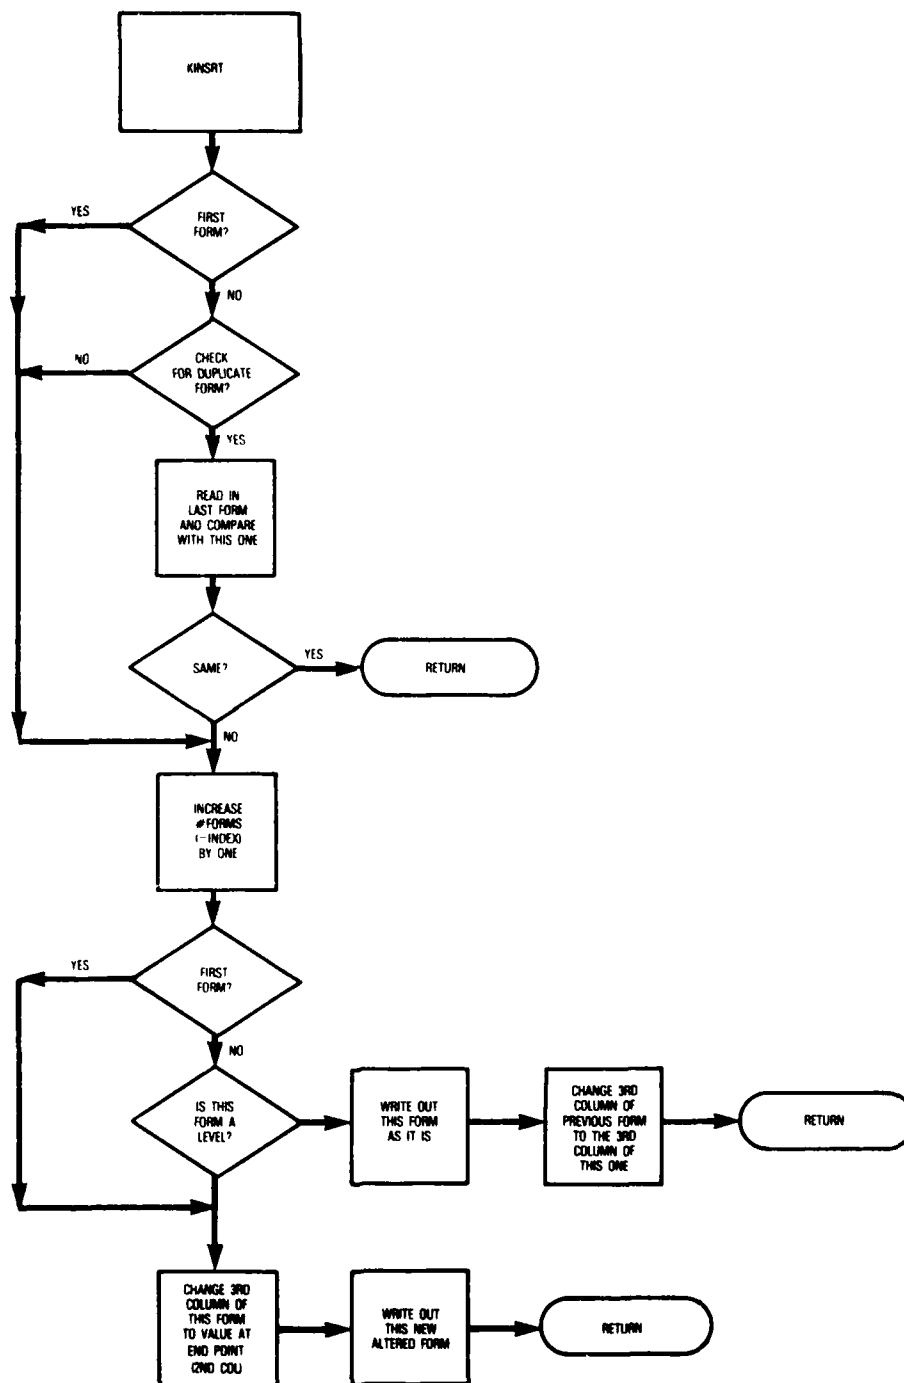 KINSRT
FIRST
FORM?
YES
NO
CHECK
FOR DUPLICATE
FORM?
NO
YES
READ IN
LAST FORM
AND COMPARE
WITH THIS ONE
SAME?
YES
RETURN
NO
INCREASE
#FORMS
(-INDEX)
BY ONE
FIRST
FORM?
YES
NO
IS THIS
FORM A
LEVEL?
WRITE OUT
THIS FORM
AS IT IS
CHANGE 3RD
COLUMN OF
PREVIOUS FORM
TO THE 3RD
COLUMN OF
THIS ONE
RETURN
CHANGE 3RD
COLUMN OF
THIS FORM
TO VALUE AT
END POINT
(2ND COL)
WRITE OUT
THIS NEW
ALTERED FORM
RETURN